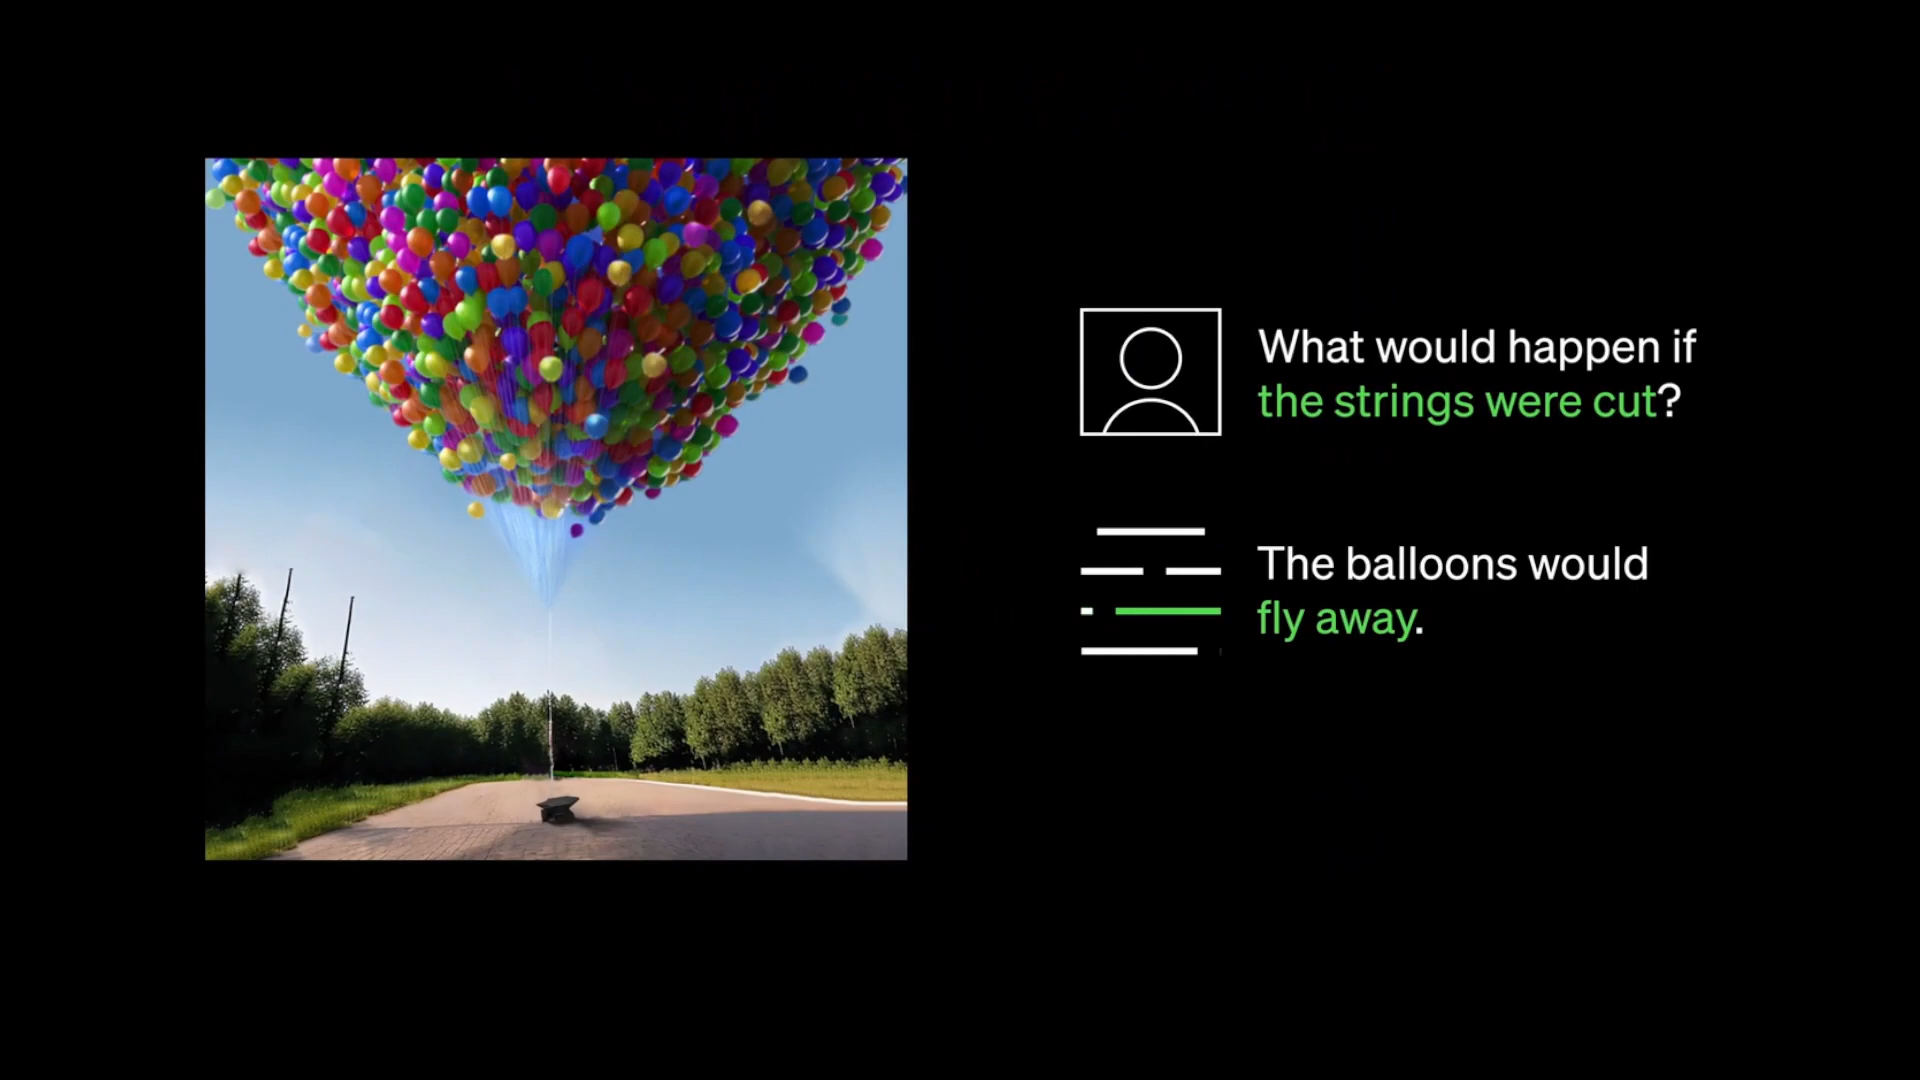 What would happen if
the strings were cut?
The balloons would
fly away.